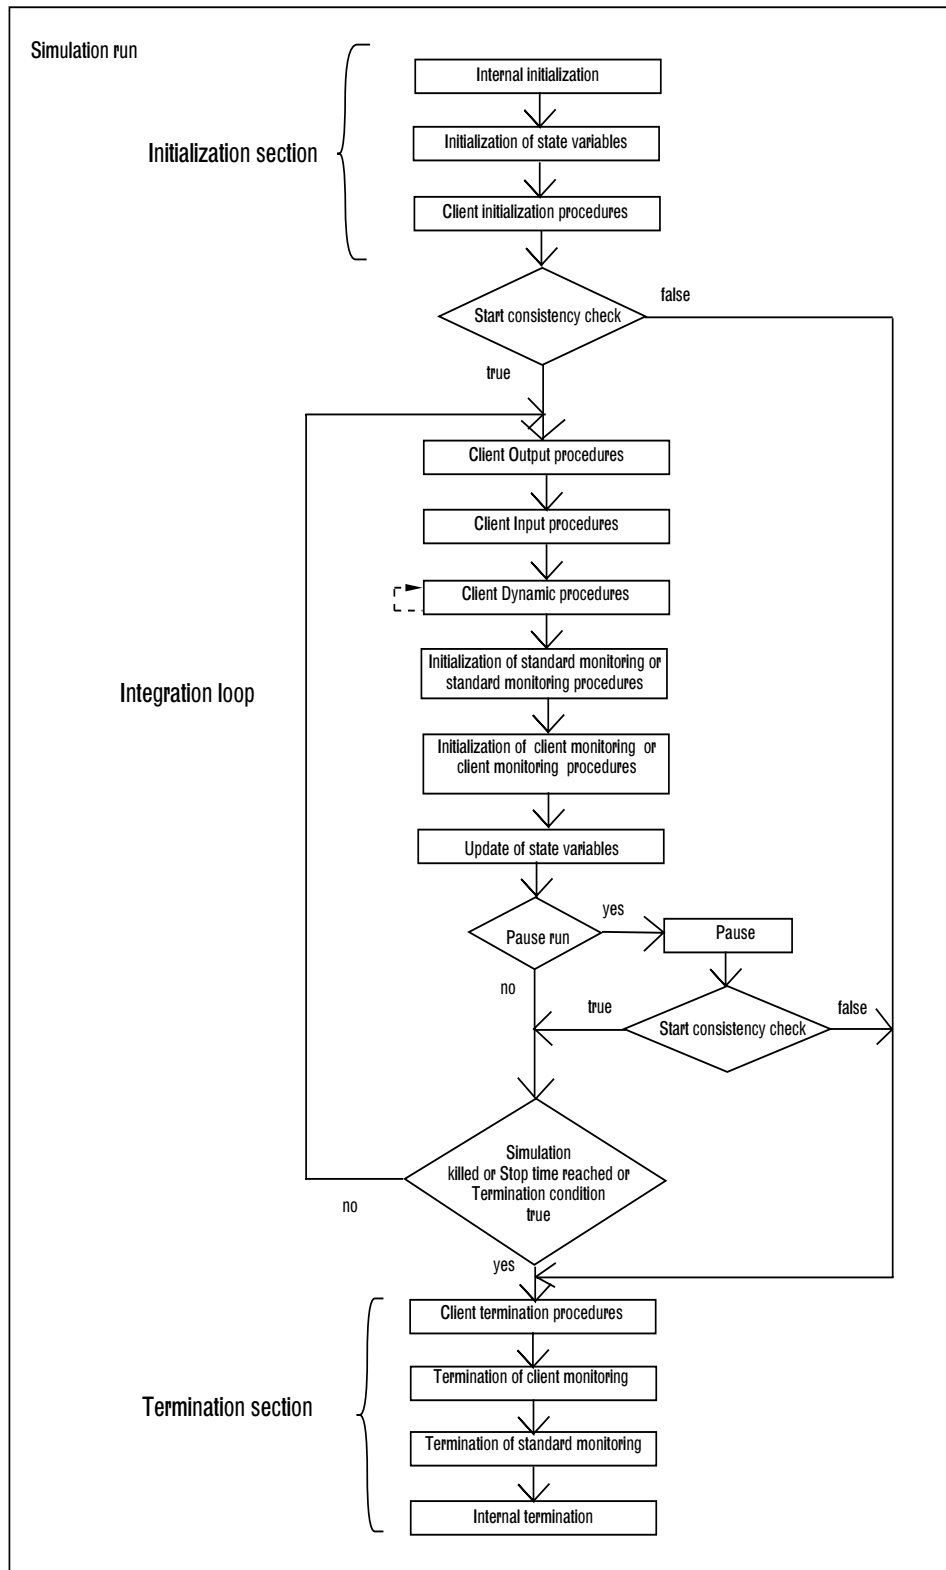 Simulation run
Internal initialization
Initialization section
Initialization of state variables
Client initialization procedures
false
Start consistency check
true
Client Output procedures
Client Input procedures
Client Dynamic procedures
Initialization of standard monitoring or
standard monitoring procedures
Integration loop
Initialization of client monitoring or
client monitoring procedures
Update of state variables
yes
Pause run
Pause
no
true
false
Start consistency check
Simulation
killed or Stop time reached or
Termination condition
true
no
yes
Client termination procedures
Termination of client monitoring
Termination section
Termination of standard monitoring
Internal termination